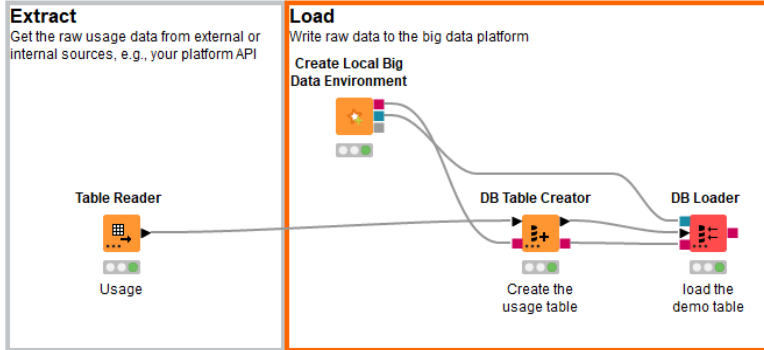 Extract
Get the raw usage data from external or
internal sources, e.g., your platform API
Load
Write raw data to the big data platform
Create Local Big
Data Environment
Table Reader
Usage
DB Table Creator
Create the
usage table
DB Loader
load the
demo table